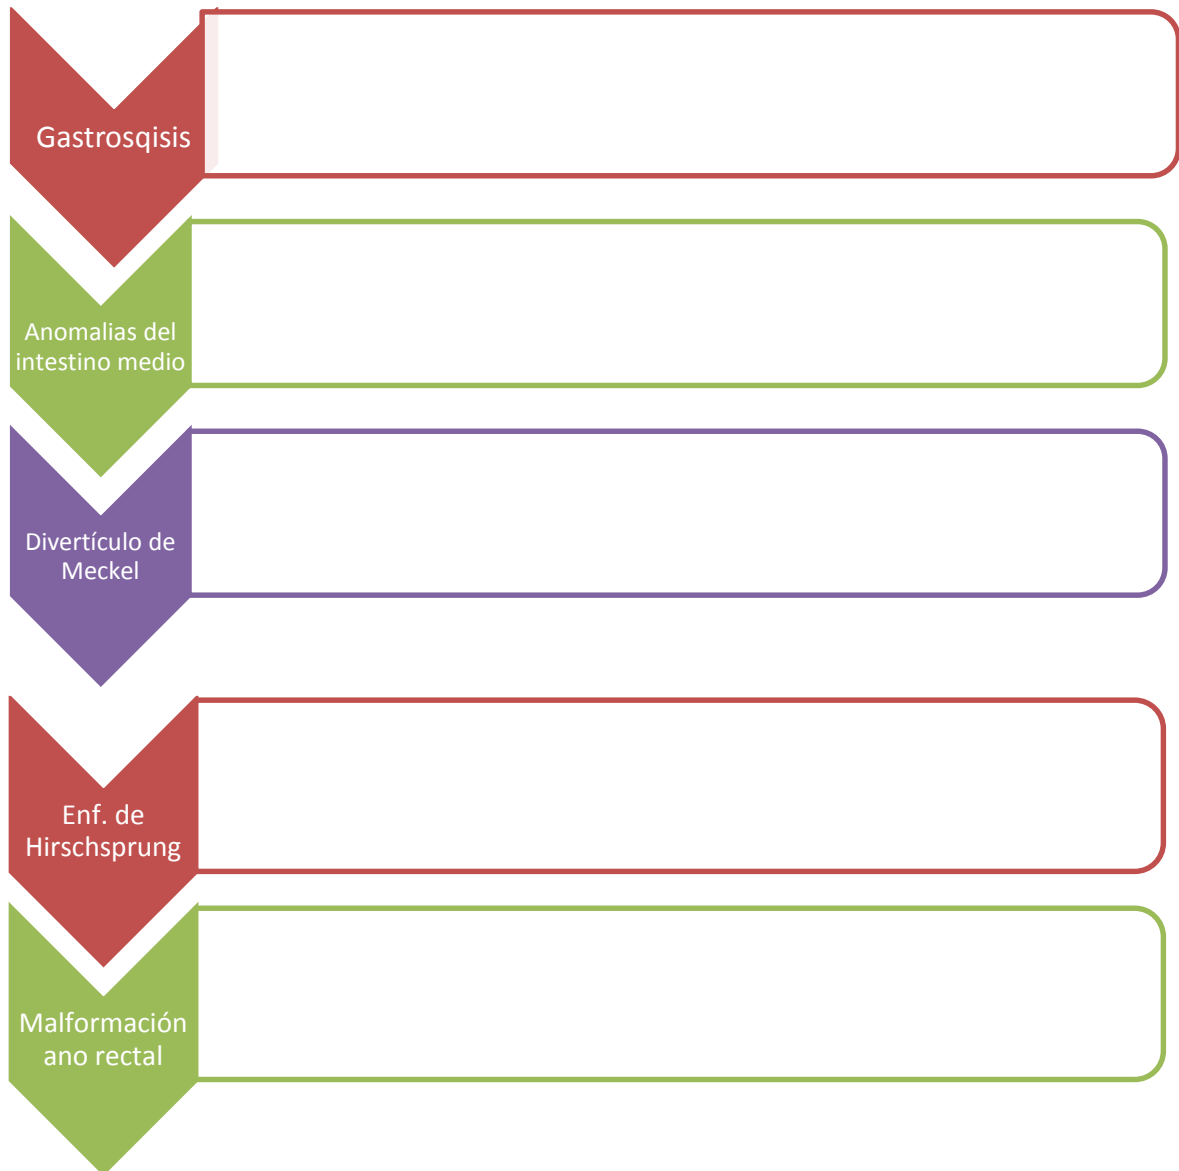 Gastrosqisis
Anomalias del
intestino medio
Divertículo de
Meckel
Enf. de
Hirschsprung
Malformación
ano rectal